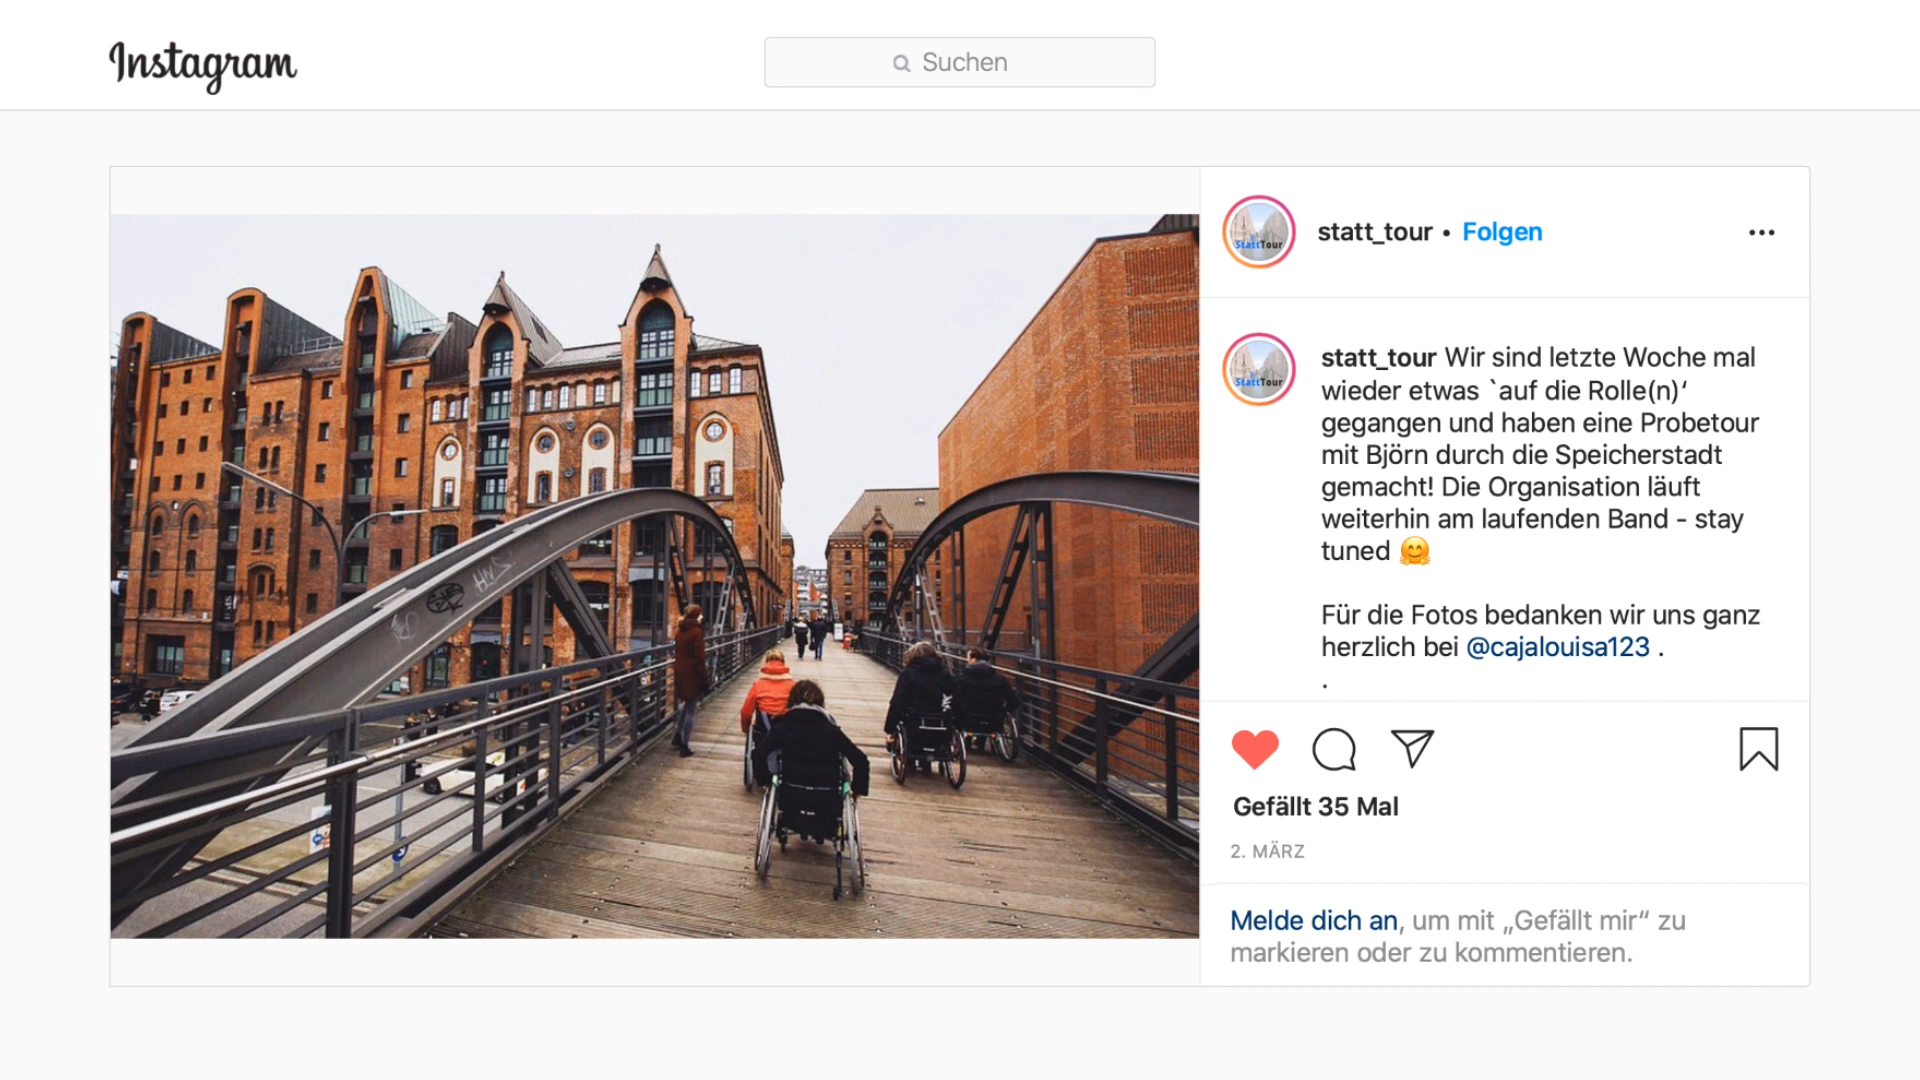 Instagram
Suchen
statt_tour • Folgen
StattTour
StattTour
statt_tour Wir sind letzte Woche mal
wieder etwas `auf die Rolle(n)‘
gegangen und haben eine Probetour
mit Björn durch die Speicherstadt
gemacht! Die Organisation läuft
weiterhin am laufenden Band - stay
tuned 🤗
Für die Fotos bedanken wir uns ganz
herzlich bei @cajalouisa123 .
.
Gefällt 35 Mal
2. MÄRZ
Melde dich an, um mit „Gefällt mir“ zu
markieren oder zu kommentieren.